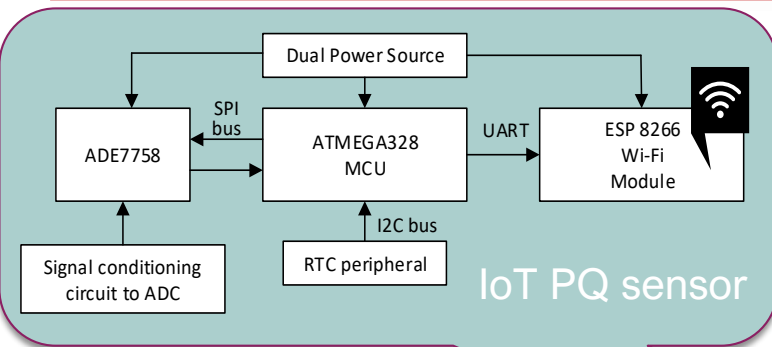 Dual Power Source
SPI
bus
ADE7758
ATMEGA328
MCU
UART
ESP 8266
Wi-Fi
Module
I2C bus
Signal conditioning
circuit to ADC
RTC peripheral
IoT PQ sensor